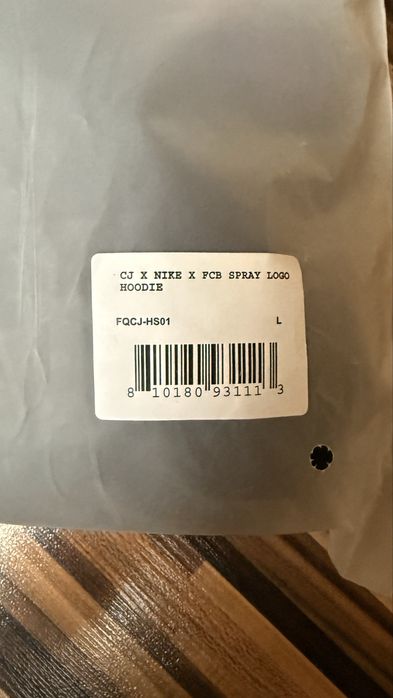 CJ X NIKE X FCB SPRAY LOGO
HOODIE
FQCJ-HS01 L
8 10180 93111 3